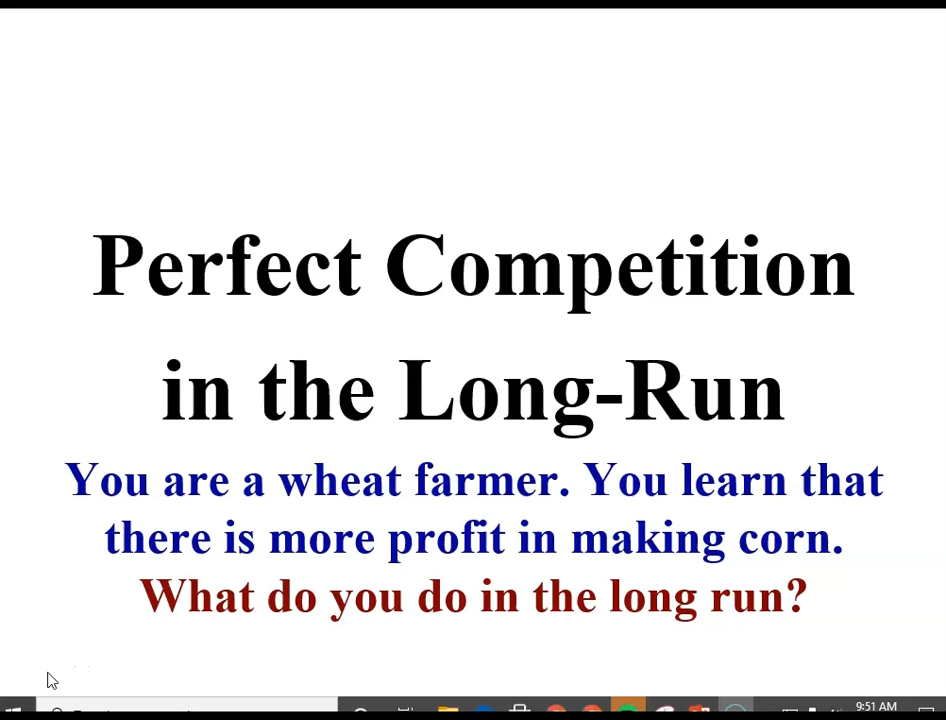 Perfect Competition
in the Long-Run
You are a wheat farmer. You learn that
there is more profit in making corn.
What do you do in the long run?
9:51 AM